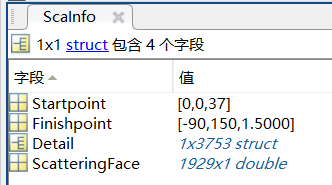 ScaInfo
1x1 struct 包含 4 个字段
字段 值
Startpoint [0,0,37]
Finishpoint [-90,150,1.5000]
Detail 1x3753 struct
ScatteringFace 1929x1 double